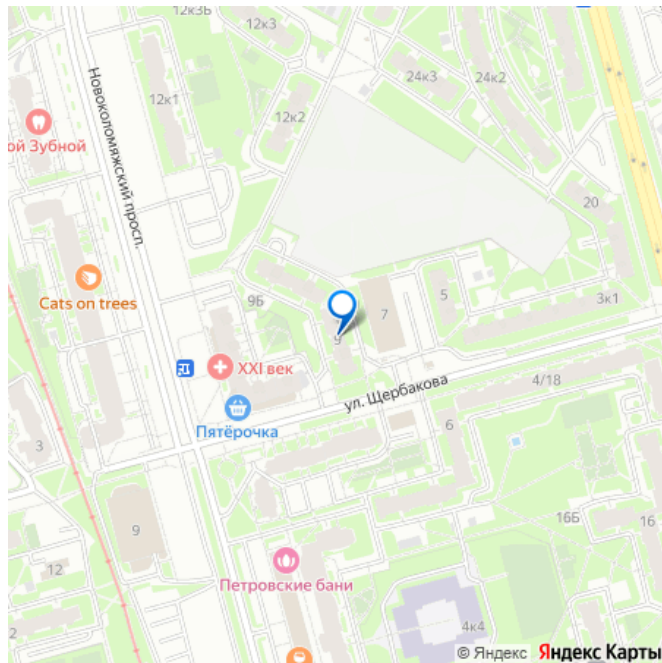 12к3Б
12к3
24к3
24к2
12к1
12к2
ой Зубной
Новоколомяжский просп.
20
Cats on trees
9Б
5
3к1
7
9
XXI век
ул. Щербакова
4/18
Пятёрочка
6
3
16Б
16
9
12
Петровские бани
2
4к4
© Яндекс Яндекс Карты